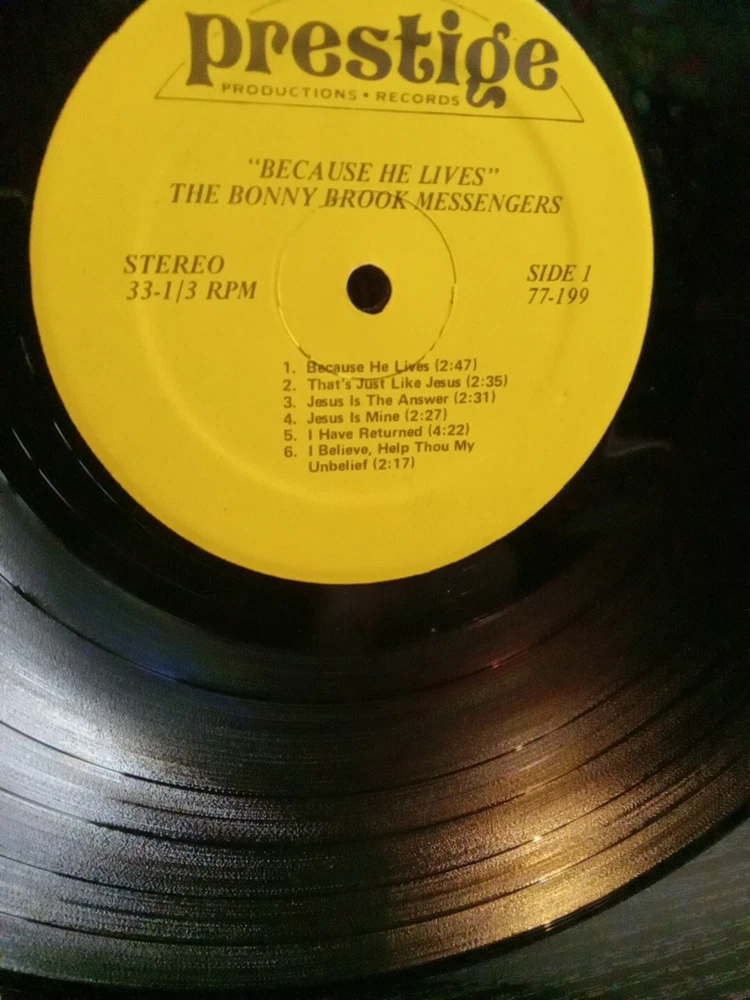 prestige
PRODUCTIONS • RECORDS
"BECAUSE HE LIVES"
THE BONNY BROOK MESSENGERS
STEREO
33-1/3 RPM
SIDE 1
77-199
1. Because He Lives (2:47)
2. That's Just Like Jesus (2:35)
3. Jesus Is The Answer (2:31)
4. Jesus Is Mine (2:27)
5. I Have Returned (4:22)
6. I Believe, Help Thou My
Unbelief (2:17)